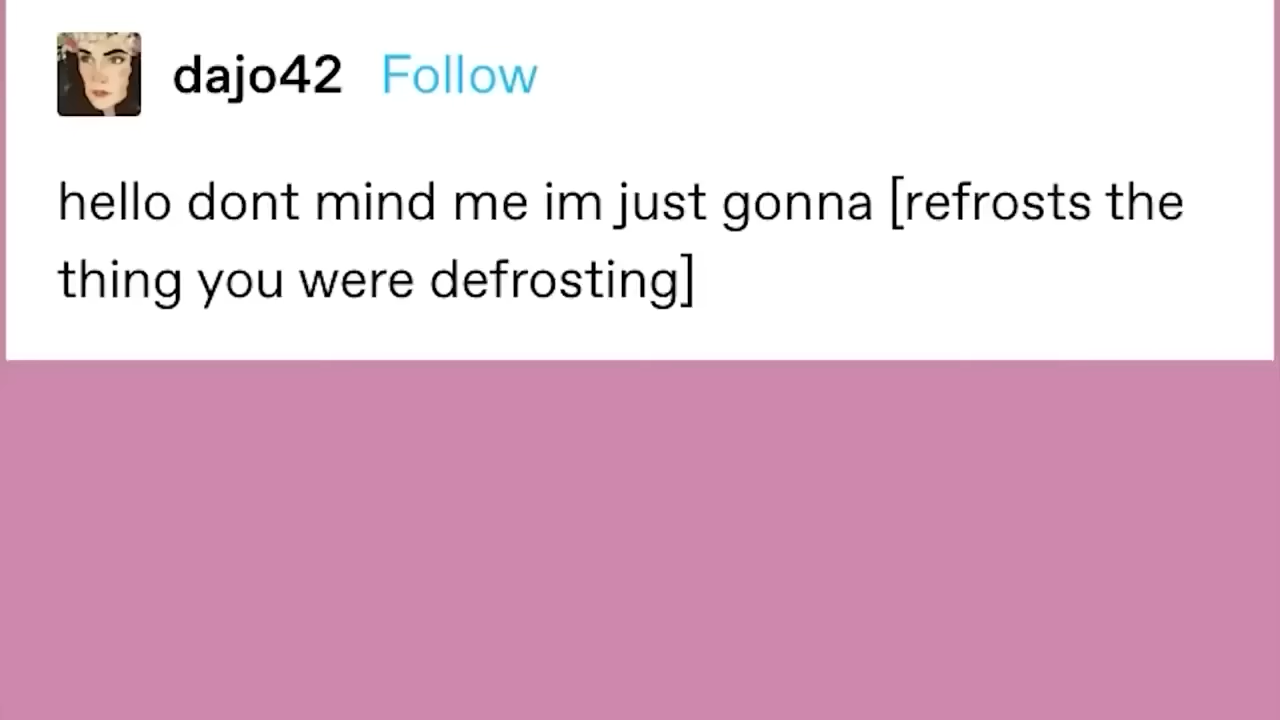 dajo42 Follow
hello dont mind me im just gonna [refrosts the
thing you were defrosting]